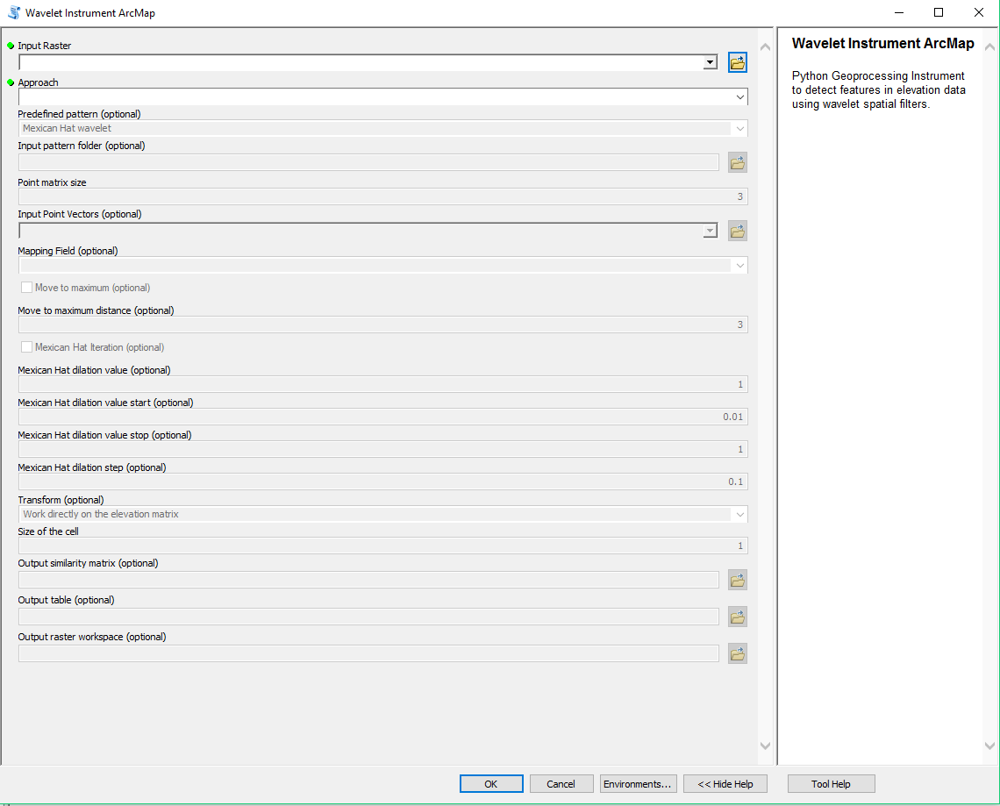 Wavelet Instrument ArcMap
Input Raster
Approach
Predefined pattern (optional)
Mexican Hat wavelet
Input pattern folder (optional)
Point matrix size
3
Input Point Vectors (optional)
Mapping Field (optional)
Move to maximum (optional)
Move to maximum distance (optional)
3
Mexican Hat Iteration (optional)
Mexican Hat dilation value (optional)
1
Mexican Hat dilation value start (optional)
0.01
Mexican Hat dilation value stop (optional)
1
Mexican Hat dilation step (optional)
0.1
Transform (optional)
Work directly on the elevation matrix
Size of the cell
1
Output similarity matrix (optional)
Output table (optional)
Output raster workspace (optional)
Wavelet Instrument ArcMap
Python Geoprocessing Instrument
to detect features in elevation data
using wavelet spatial filters.
OK Cancel Environments... << Hide Help Tool Help